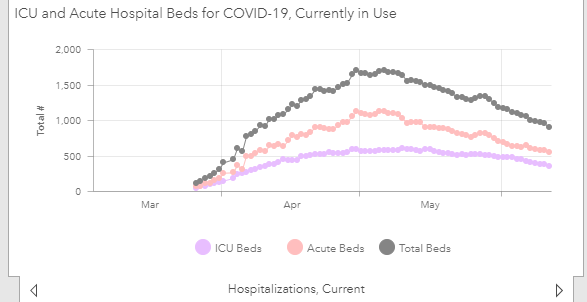 ICU and Acute Hospital Beds for COVID-19, Currently in Use
2,000
1,500
1,000
500
0
Total #
Mar Apr May
ICU Beds Acute Beds Total Beds
Hospitalizations, Current